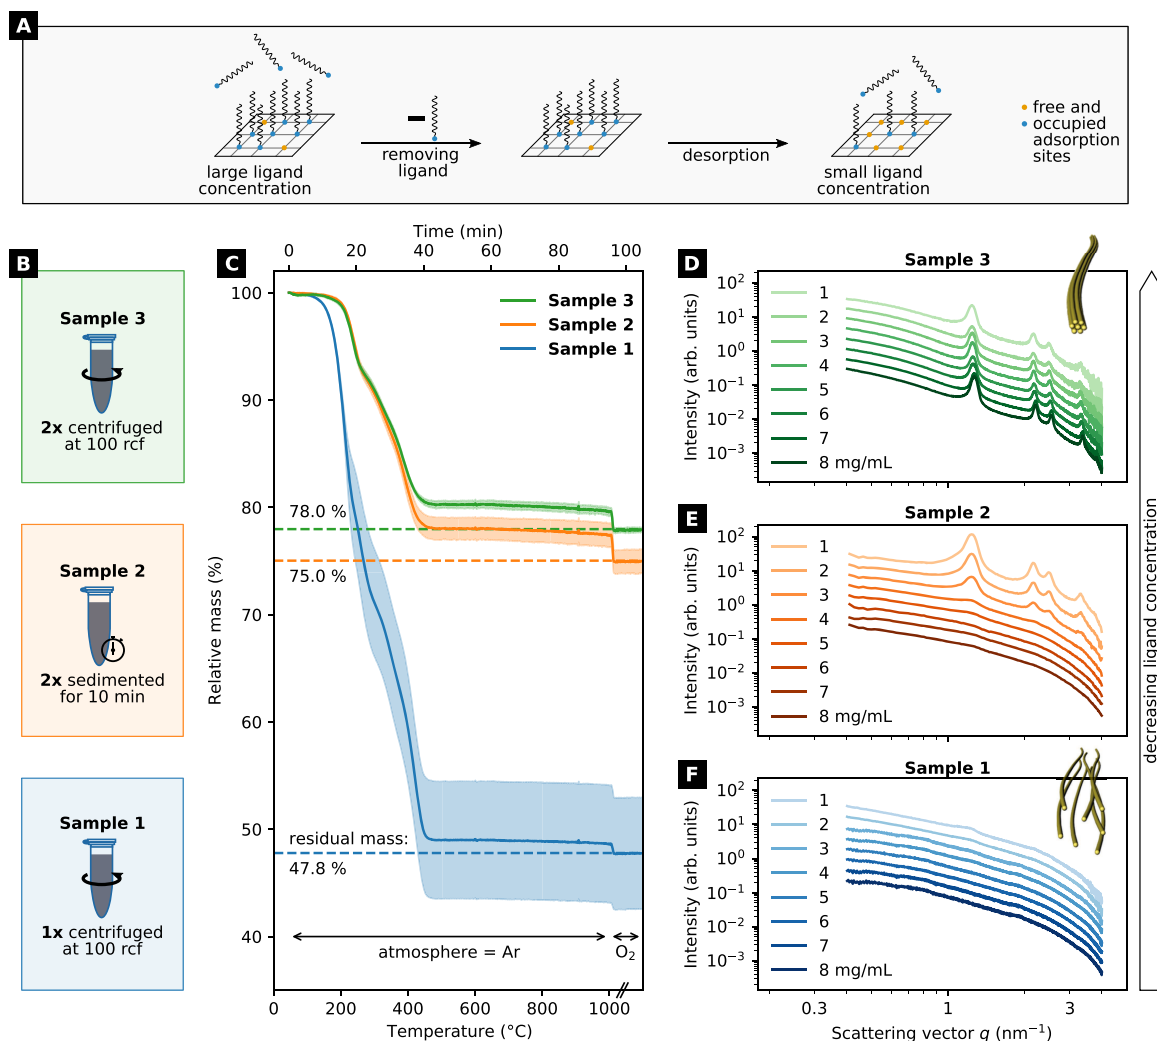 A
large ligand
concentration
removing
ligand
desorption
small ligand
concentration
free and
occupied
adsorption
sites
B
Sample 3
2x centrifuged
at 100 rcf
Sample 2
2x sedimented
for 10 min
Sample 1
1x centrifuged
at 100 rcf
C
Time (min)
0 20 40 60 80 100
Sample 3
Sample 2
Sample 1
Relative mass (%)
100
90
80
70
60
50
40
78.0 %
75.0 %
residual mass:
47.8 %
atmosphere = Ar
O₂
0 200 400 600 800 1000
Temperature (°C)
D
Sample 3
Intensity (arb. units)
10²
10¹
10⁰
10⁻¹
10⁻²
10⁻³
1
2
3
4
5
6
7
8 mg/mL
E
Sample 2
Intensity (arb. units)
10²
10¹
10⁰
10⁻¹
10⁻²
10⁻³
1
2
3
4
5
6
7
8 mg/mL
F
Sample 1
Intensity (arb. units)
10²
10¹
10⁰
10⁻¹
10⁻²
10⁻³
1
2
3
4
5
6
7
8 mg/mL
0.3 1 3
Scattering vector q (nm⁻¹)
decreasing ligand concentration